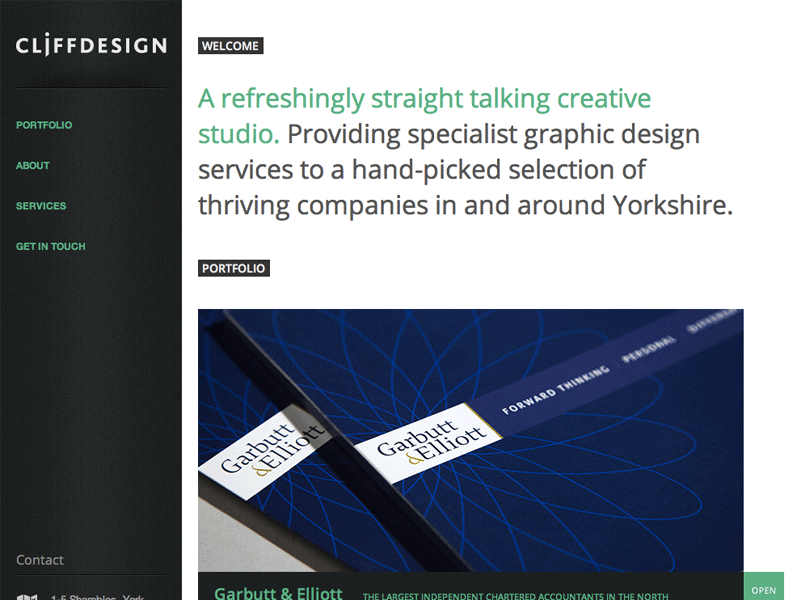 CLiFFDESIGN
PORTFOLIO
ABOUT
SERVICES
GET IN TOUCH
Contact
1-5 Shambles, York
WELCOME
A refreshingly straight talking creative
studio. Providing specialist graphic design
services to a hand-picked selection of
thriving companies in and around Yorkshire.
PORTFOLIO
FORWARD THINKING PERSONAL
Garbutt
&Elliott
Garbutt
&Elliott
Garbutt & Elliott THE LARGEST INDEPENDENT CHARTERED ACCOUNTANTS IN THE NORTH
OPEN